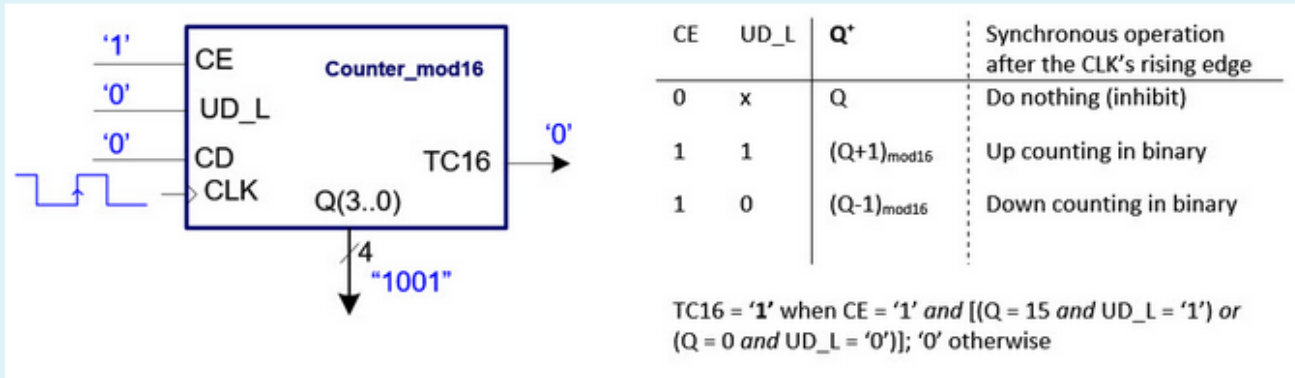 ‘1’
CE
Counter_mod16
‘0’
UD_L
‘0’
CD
TC16
‘0’
CLK
Q(3..0)
4
“1001”
CE UD_L Q⁺ Synchronous operation
after the CLK’s rising edge
0 x Q Do nothing (inhibit)
1 1 (Q+1)mod16 Up counting in binary
1 0 (Q-1)mod16 Down counting in binary
TC16 = ‘1’ when CE = ‘1’ and [(Q = 15 and UD_L = ‘1’) or
(Q = 0 and UD_L = ‘0’)]; ‘0’ otherwise